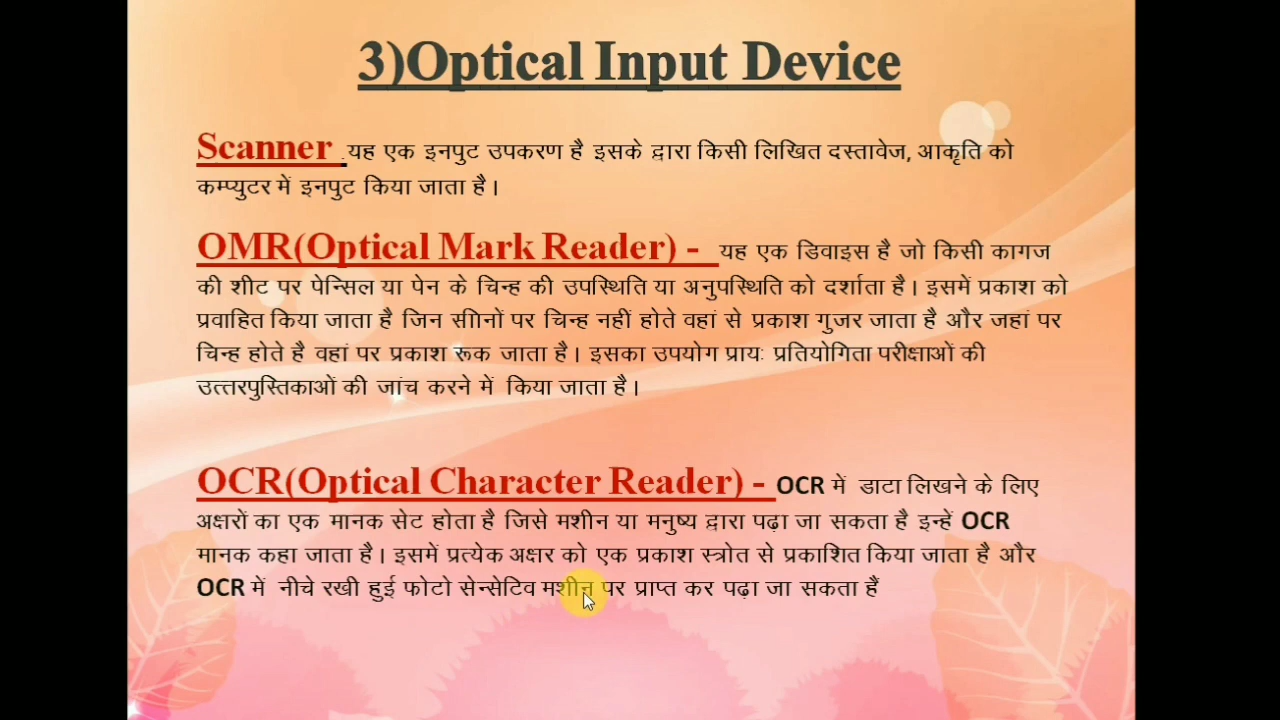 3)Optical Input Device
Scanner .यह एक इनपुट उपकरण है इसके द्वारा किसी लिखित दस्तावेज, आकृति को
कम्प्युटर में इनपुट किया जाता है।
OMR(Optical Mark Reader) - यह एक डिवाइस है जो किसी कागज
की शीट पर पेन्सिल या पेन के चिन्ह की उपस्थिति या अनुपस्थिति को दर्शाता है। इसमें प्रकाश को
प्रवाहित किया जाता है जिन सीानों पर चिन्ह नहीं होते वहां से प्रकाश गुजर जाता है और जहां पर
चिन्ह होते है वहां पर प्रकाश रूक जाता है। इसका उपयोग प्रायः प्रतियोगिता परीक्षाओं की
उत्तरपुस्तिकाओं की जांच करने में किया जाता है।
OCR(Optical Character Reader) - OCR में डाटा लिखने के लिए
अक्षरों का एक मानक सेट होता है जिसे मशीन या मनुष्य द्वारा पढ़ा जा सकता है इन्हें OCR
मानक कहा जाता है। इसमें प्रत्येक अक्षर को एक प्रकाश स्त्रोत से प्रकाशित किया जाता है और
OCR में नीचे रखी हुई फोटो सेन्सेटिव मशीन पर प्राप्त कर पढ़ा जा सकता हैं